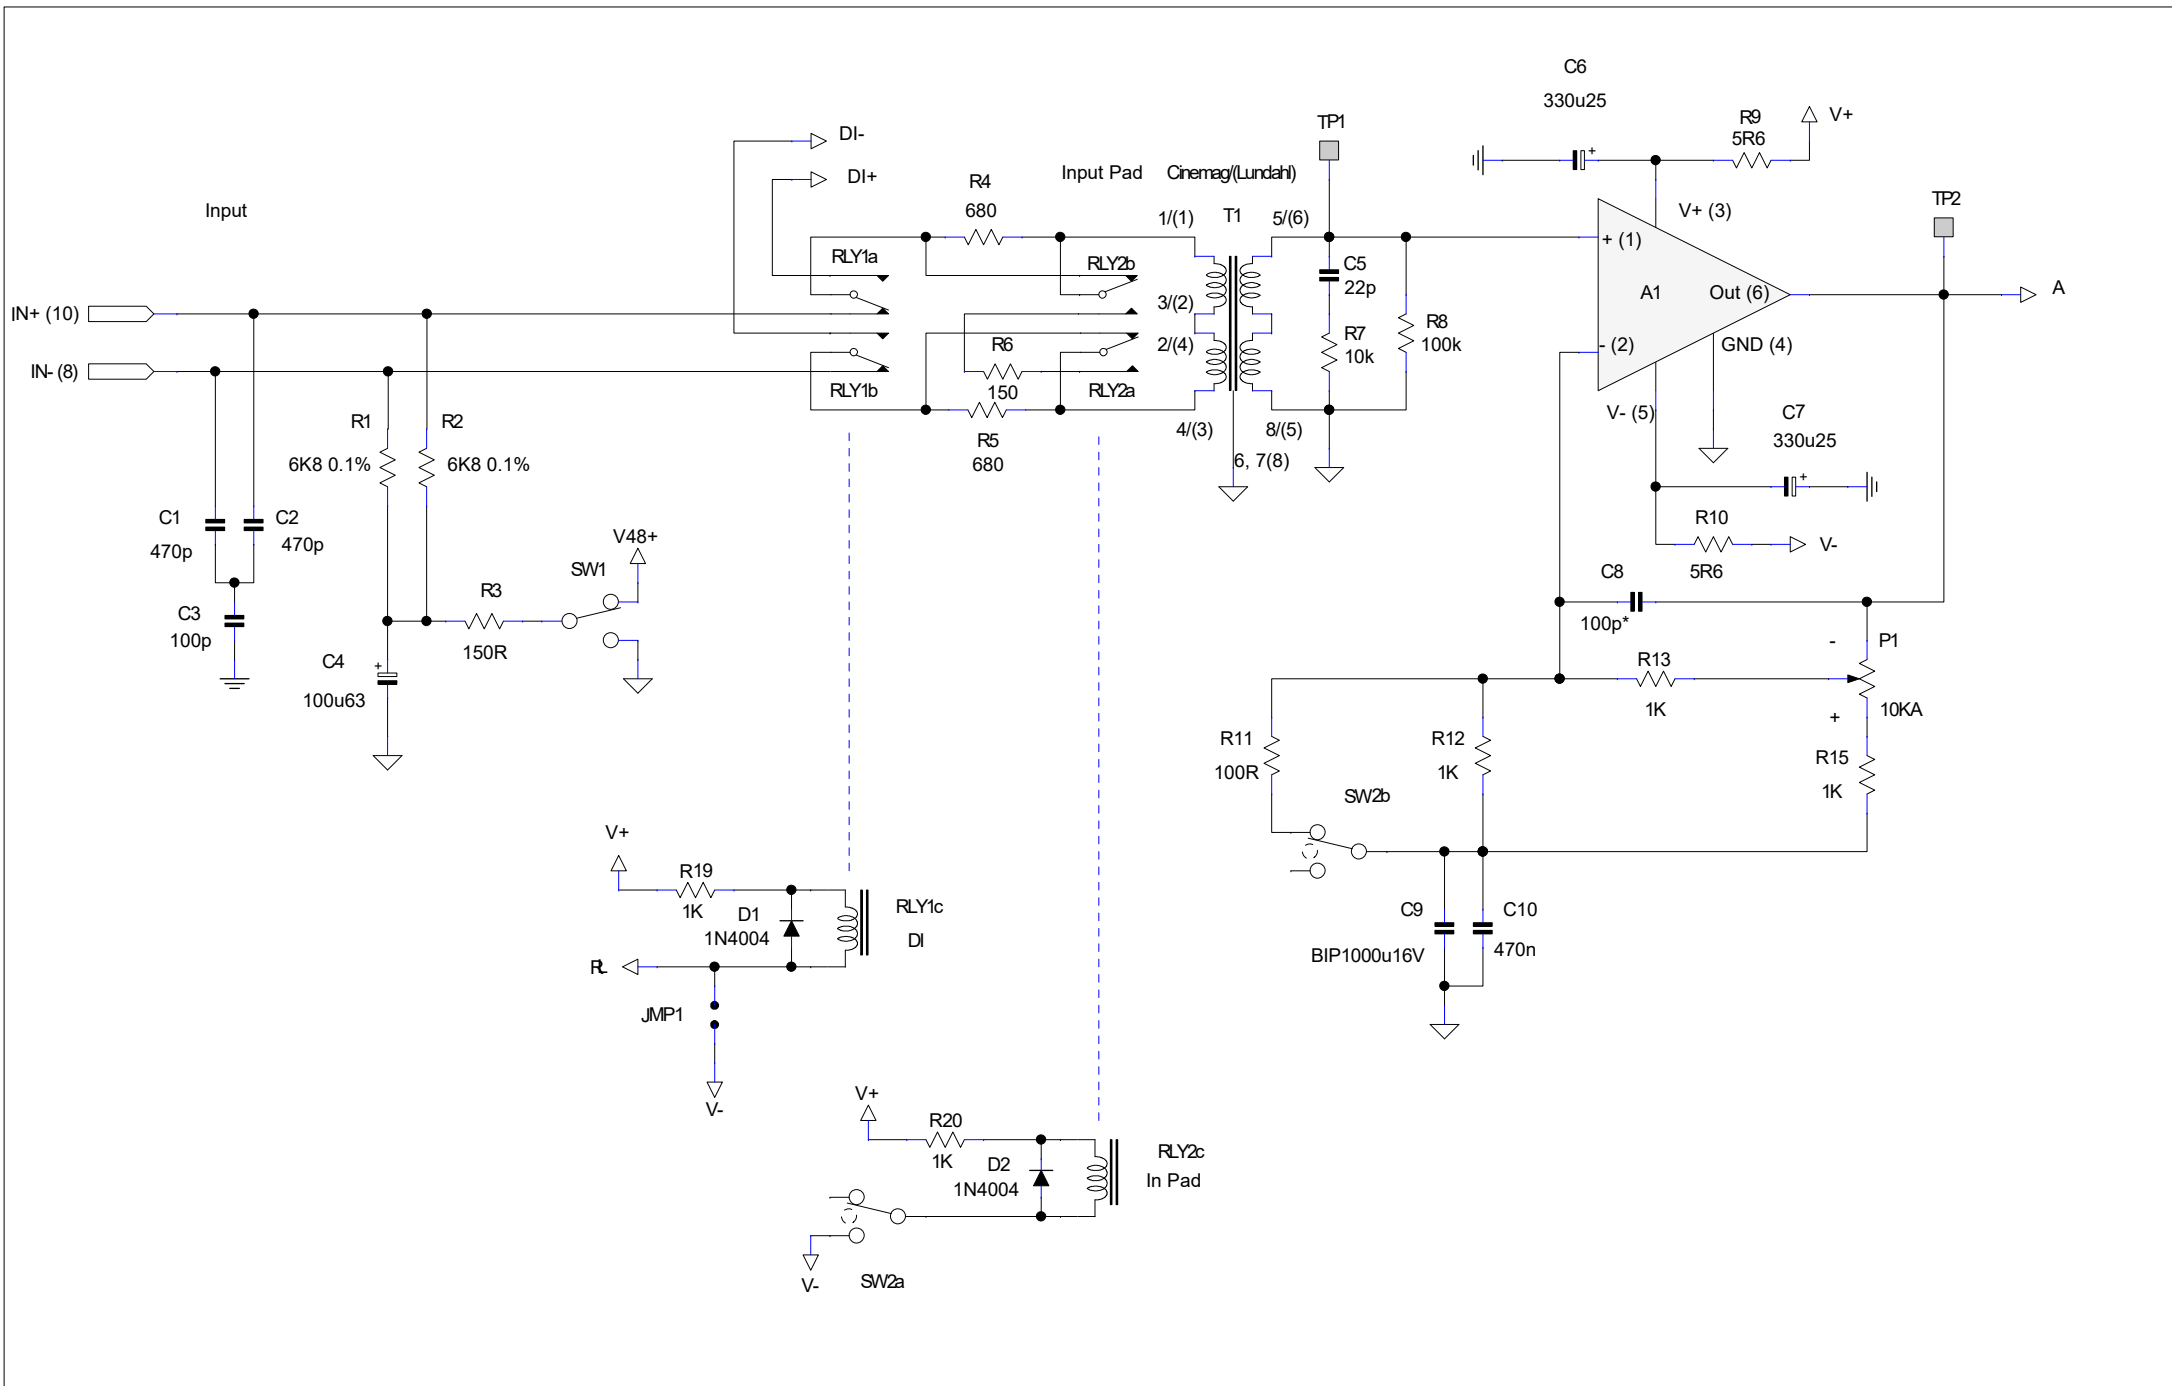 C6
330u25
R9
5R6
V+
DI-
TP1
DI+
R4
680
Input Pad
Cinemag/(Lundahl)
TP2
Input
1/(1)
T1
5/(6)
V+ (3)
+ (1)
RLY1a
RLY2b
C5
22p
A1
Out (6)
A
IN+ (10)
3/(2)
R6
150
2/(4)
R7
10k
R8
100k
- (2)
GND (4)
IN- (8)
RLY1b
RLY2a
R1
R2
R5
680
4/(3)
8/(5)
V- (5)
C7
330u25
6K8 0.1%
6K8 0.1%
6, 7(8)
C1
470p
C2
470p
V48+
R10
5R6
V-
SW1
C8
100p*
R3
150R
C3
100p
C4
100u63
R13
1K
-
P1
+
10KA
R11
100R
R12
1K
R15
1K
SW2b
V+
R19
1K
D1
1N4004
RLY1c
DI
C9
BIP1000u16V
C10
470n
RL
JMP1
V-
V+
R20
1K
D2
1N4004
RLY2c
In Pad
V-
SW2a